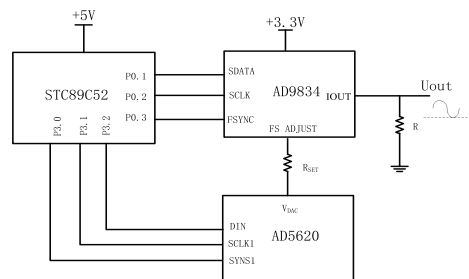 +5V
+3.3V
STC89C52
P0.1
P0.2
P0.3
P3.0
P3.1
P3.2
SDATA
SCLK
FSYNC
AD9834
IOUT
FS ADJUST
Uout
R
RSET
VDAC
AD5620
DIN
SCLK1
SYNS1